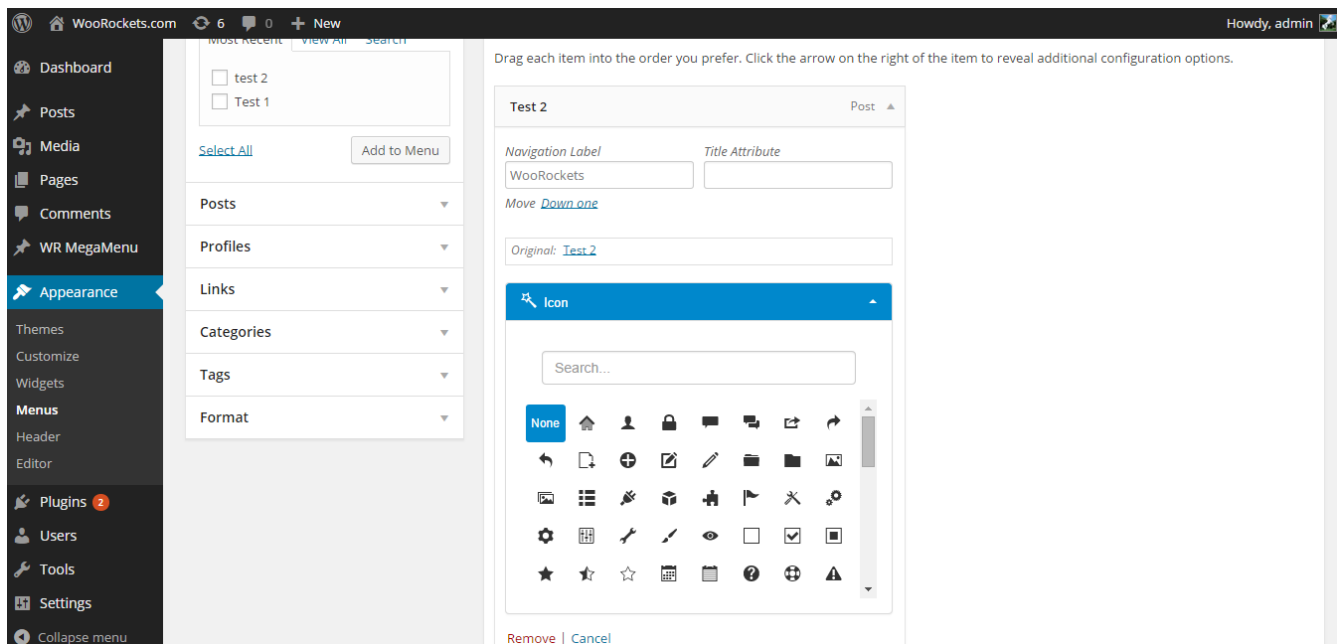 WooRockets.com 6 0 + New
Howdy, admin
Dashboard
Posts
Media
Pages
Comments
WR MegaMenu
Appearance
Themes
Customize
Widgets
Menus
Header
Editor
Plugins 2
Users
Tools
Settings
Collapse menu
Most Recent View All Search
test 2
Test 1
Select All Add to Menu
Posts
Profiles
Links
Categories
Tags
Format
Drag each item into the order you prefer. Click the arrow on the right of the item to reveal additional configuration options.
Test 2 Post
Navigation Label Title Attribute
WooRockets
Move Down one
Original: Test 2
Icon
Search...
None
Remove | Cancel